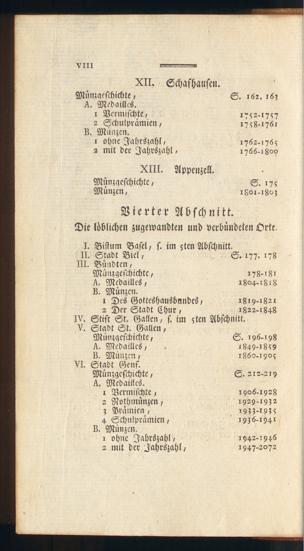 VIII
XII. Schafhausen.
Münzgeschichte, S. 162. 163
A. Medailles.
1 Vermischte, 1752-1757
2 Schulprämien, 1758-1761
B. Münzen.
1 ohne Jahrszahl, 1762-1765
2 mit der Jahrszahl, 1766-1800
XIII. Appenzell.
Münzgeschichte, S. 175
Münzen, 1801-1803
Vierter Abschnitt.
Die löblichen zugewandten und verbündeten Orte.
I. Bistum Basel, s. im 5ten Abschnitt.
II. Stadt Biel, S. 177. 178
III. Bündten,
Münzgeschichte, 178-181
A. Medailles, 1804-1818
B. Münzen.
1 Des Gotteshausbundes, 1819-1821
2 Der Stadt Chur, 1822-1848
IV. Stift St. Gallen, s. im 5ten Abschnitt.
V. Stadt St. Gallen,
Münzgeschichte, S. 196-198
A. Medailles, 1849-1859
B. Münzen, 1860-1905
VI. Stadt Genf.
Münzgeschichte, S. 212-219
A. Medailles.
1 Vermischte, 1906-1928
2 Nothmünzen, 1929-1932
3 Prämien, 1933-1935
4 Schulprämien, 1936-1941
B. Münzen.
1 ohne Jahrszahl, 1942-1946
2 mit der Jahrszahl, 1947-2072